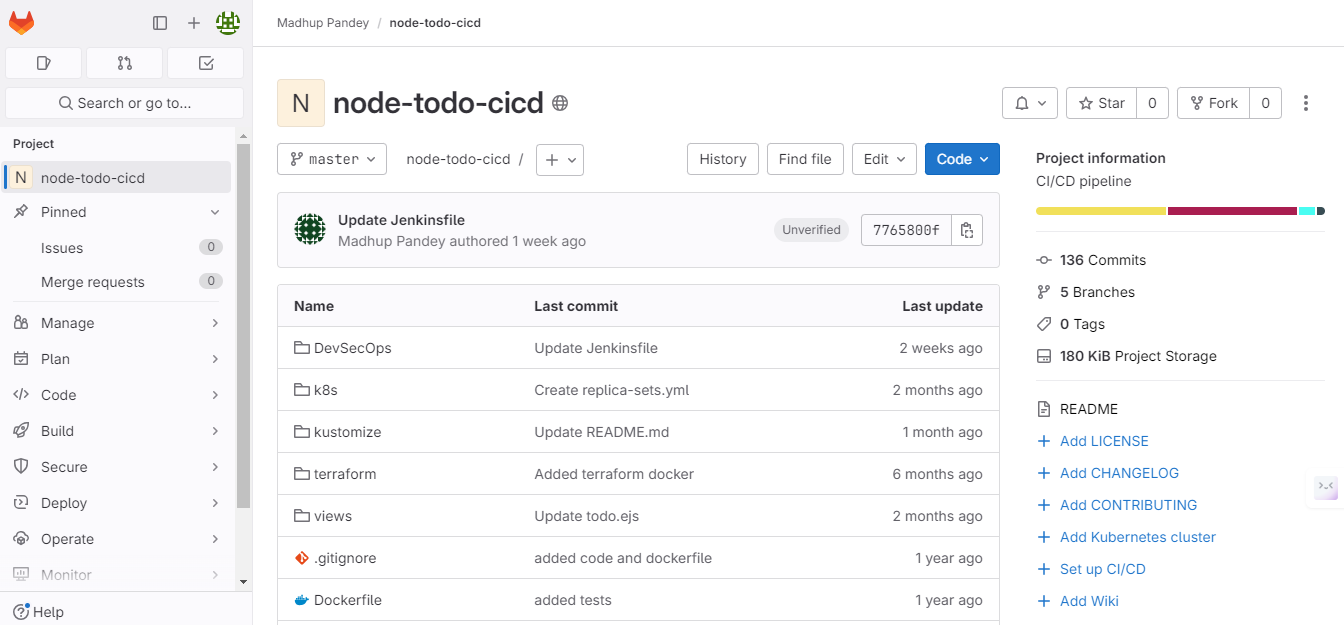 Madhup Pandey / node-todo-cicd
Search or go to...
Project
N node-todo-cicd
Pinned
Issues 0
Merge requests 0
Manage
Plan
Code
Build
Secure
Deploy
Operate
Monitor
Help
N node-todo-cicd
Star 0
Fork 0
master
node-todo-cicd /
History
Find file
Edit
Code
Update Jenkinsfile
Madhup Pandey authored 1 week ago
Unverified
7765800f
Name Last commit Last update
DevSecOps Update Jenkinsfile 2 weeks ago
k8s Create replica-sets.yml 2 months ago
kustomize Update README.md 1 month ago
terraform Added terraform docker 6 months ago
views Update todo.ejs 2 months ago
.gitignore added code and dockerfile 1 year ago
Dockerfile added tests 1 year ago
Project information
CI/CD pipeline
136 Commits
5 Branches
0 Tags
180 KiB Project Storage
README
Add LICENSE
Add CHANGELOG
Add CONTRIBUTING
Add Kubernetes cluster
Set up CI/CD
Add Wiki